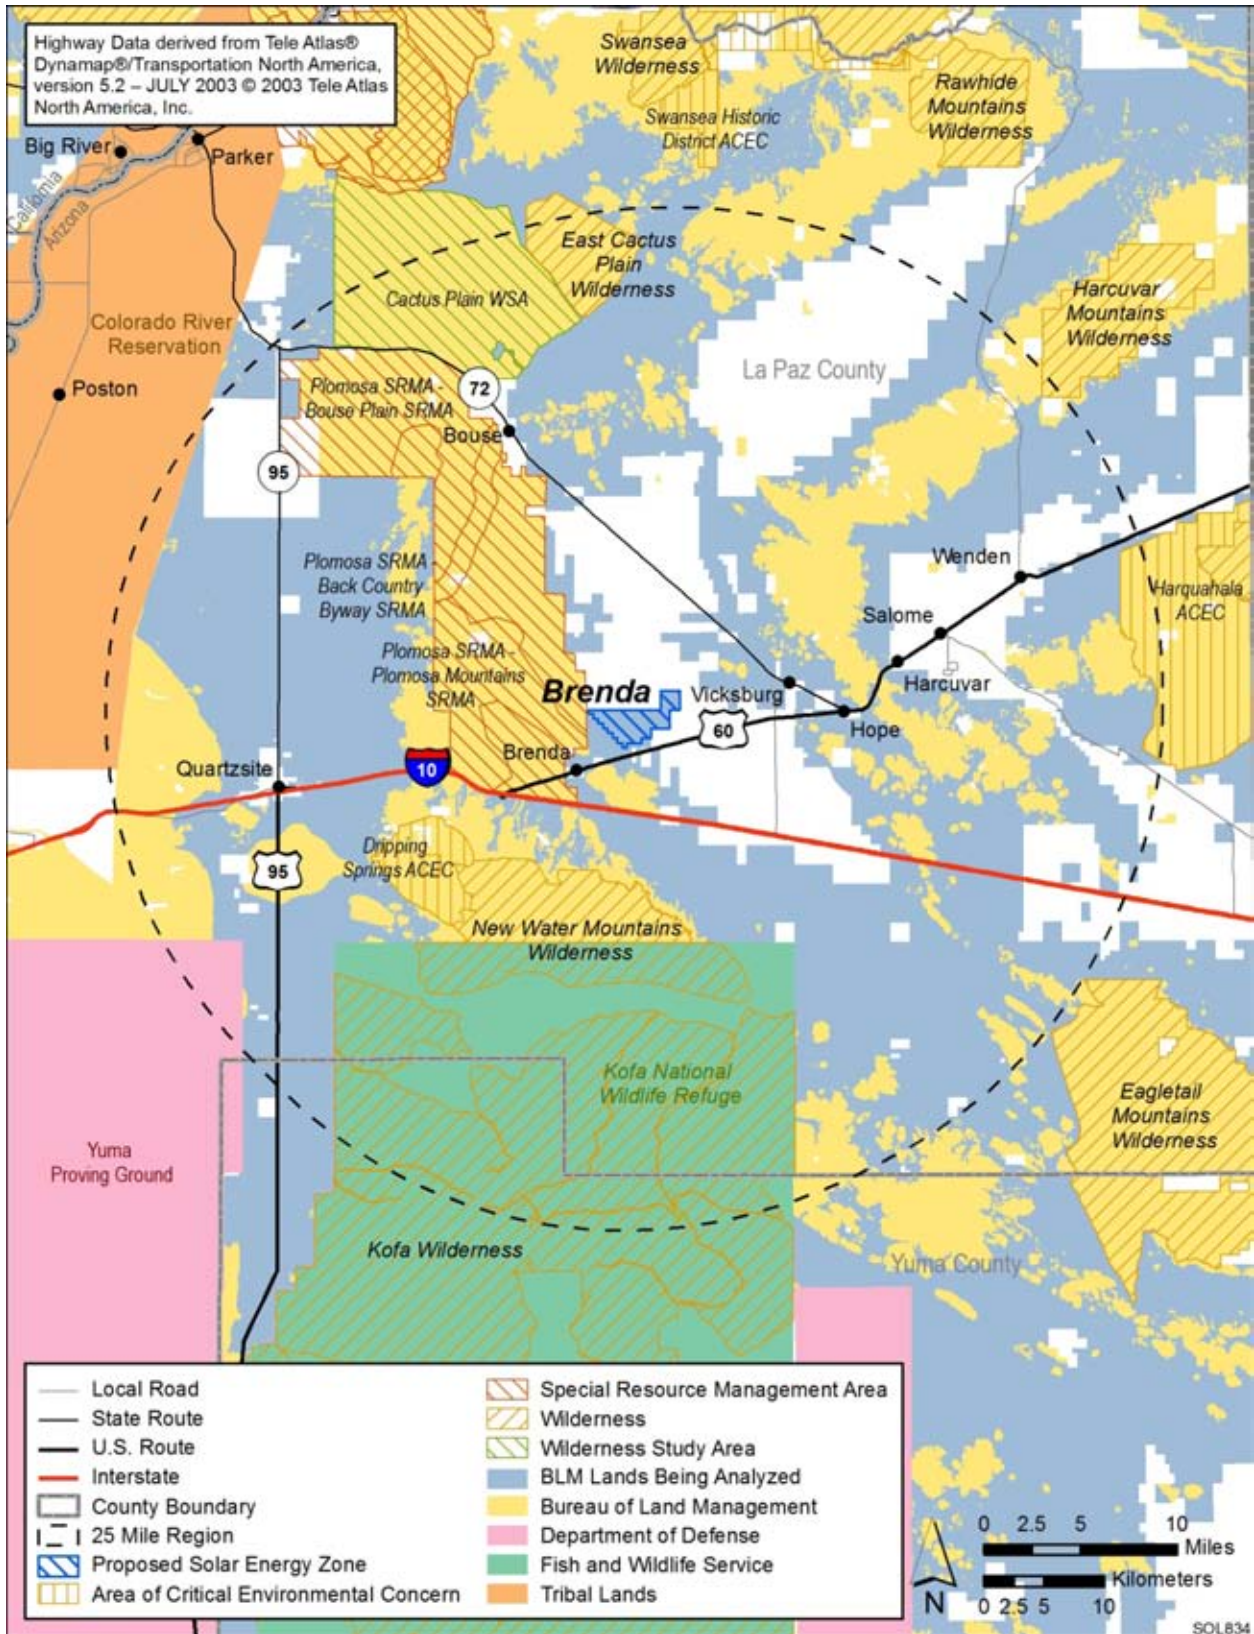 Highway Data derived from Tele Atlas®
Dynamap®/Transportation North America,
version 5.2 – JULY 2003 © 2003 Tele Atlas
North America, Inc.
Swansea
Wilderness
Rawhide
Mountains
Wilderness
Swansea Historic
District ACEC
Big River
Parker
California
Arizona
East Cactus
Plain
Wilderness
Cactus Plain WSA
Harcuvar
Mountains
Wilderness
Colorado River
Reservation
La Paz County
Poston
Plomosa SRMA -
Bouse Plain SRMA
72
Bouse
95
Plomosa SRMA -
Back Country
Byway SRMA
Wenden
Harquahala
ACEC
Salome
Plomosa SRMA -
Plomosa Mountains
SRMA
Brenda
Vicksburg
Harcuvar
60
Hope
Brenda
Quartzsite
10
95
Dripping
Springs ACEC
New Water Mountains
Wilderness
Kofa National
Wildlife Refuge
Eagletail
Mountains
Wilderness
Yuma
Proving Ground
Kofa Wilderness
Yuma County
Local Road
State Route
U.S. Route
Interstate
County Boundary
25 Mile Region
Proposed Solar Energy Zone
Area of Critical Environmental Concern
Special Resource Management Area
Wilderness
Wilderness Study Area
BLM Lands Being Analyzed
Bureau of Land Management
Department of Defense
Fish and Wildlife Service
Tribal Lands
0 2.5 5 10
Miles
Kilometers
0 2.5 5 10
N
SOL834